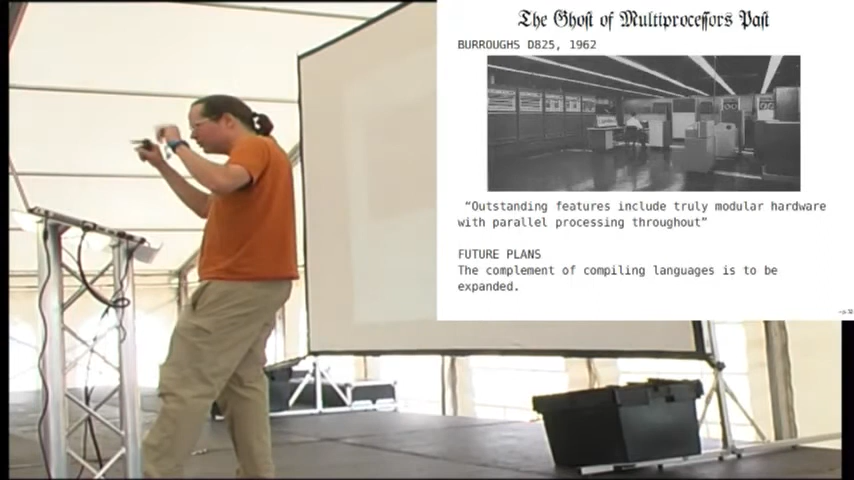 The Ghost of Multiprocessors Past
BURROUGHS D825, 1962
“Outstanding features include truly modular hardware
with parallel processing throughout”
FUTURE PLANS
The complement of compiling languages is to be
expanded.